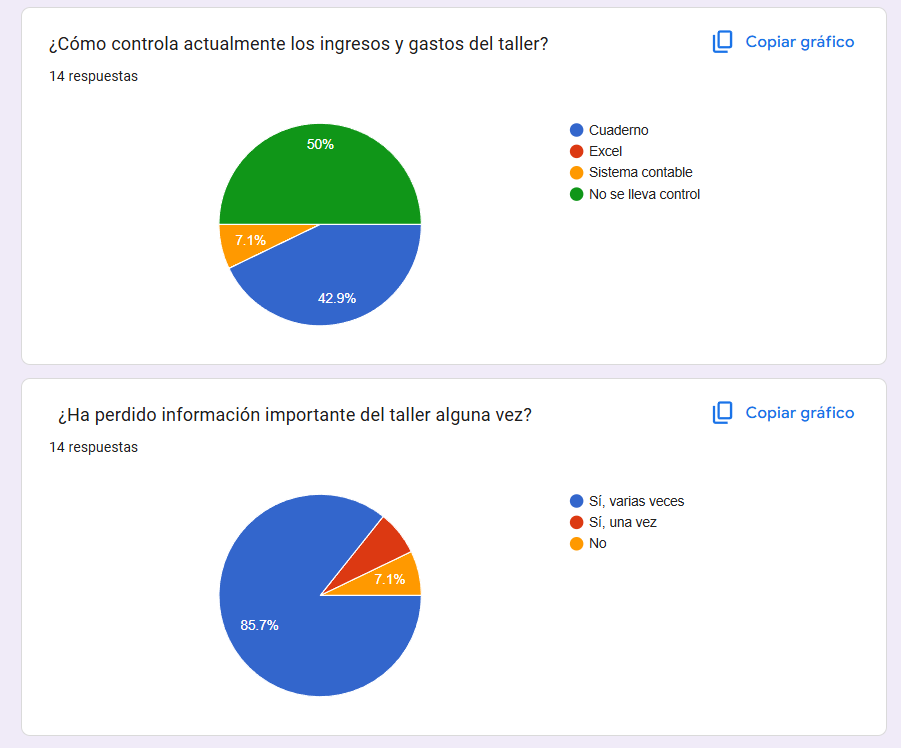 ¿Cómo controla actualmente los ingresos y gastos del taller?
Copiar gráfico
14 respuestas
50%
7.1%
42.9%
Cuaderno
Excel
Sistema contable
No se lleva control
¿Ha perdido información importante del taller alguna vez?
Copiar gráfico
14 respuestas
7.1%
85.7%
Sí, varias veces
Sí, una vez
No